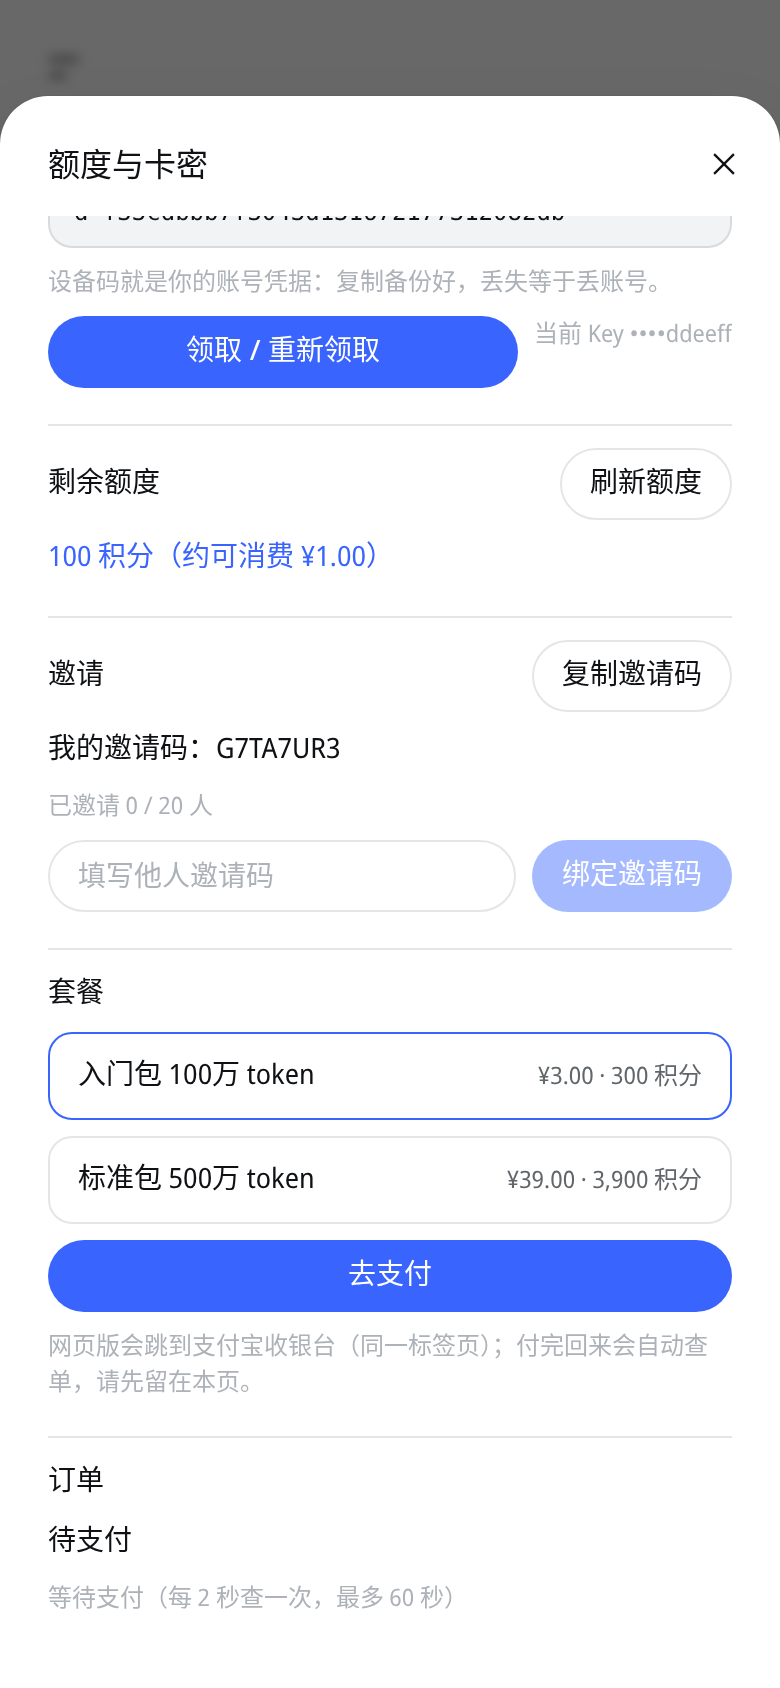 额度与卡密
设备码就是你的账号凭据：复制备份好，丢失等于丢账号。
领取 / 重新领取
当前 Key ••••ddeeff
剩余额度
刷新额度
100 积分（约可消费 ¥1.00）
邀请
复制邀请码
我的邀请码：G7TA7UR3
已邀请 0 / 20 人
填写他人邀请码
绑定邀请码
套餐
入门包 100万 token
¥3.00 · 300 积分
标准包 500万 token
¥39.00 · 3,900 积分
去支付
网页版会跳到支付宝收银台（同一标签页）；付完回来会自动查
单，请先留在本页。
订单
待支付
等待支付（每 2 秒查一次，最多 60 秒）